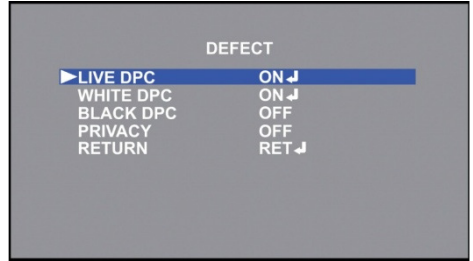 DEFECT
▶LIVE DPC ON↲
WHITE DPC ON↲
BLACK DPC OFF
PRIVACY OFF
RETURN RET↲